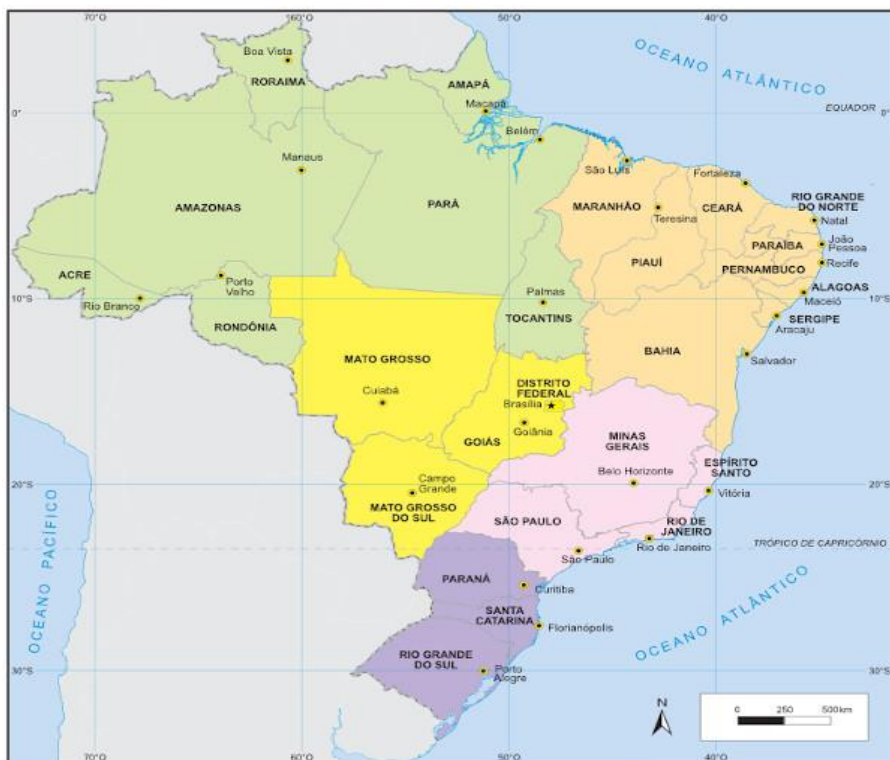 70°O
160°O
50°O
40°O
OCEANO ATLÂNTICO
Boa Vista
RORAIMA
AMAPÁ
Macapá
0°
EQUADOR
Belém
Manaus
São Luís
Fortaleza
AMAZONAS
PARÁ
MARANHÃO
Teresina
CEARÁ
RIO GRANDE
DO NORTE
Natal
João
Pessoa
PARAÍBA
PIAUÍ
Recife
PERNAMBUCO
ACRE
Porto
Velho
Rio Branco
10°S
Palmas
ALAGOAS
Maceió
10°S
RONDÔNIA
TOCANTINS
SERGIPE
Aracaju
MATO GROSSO
BAHIA
Salvador
Cuiabá
DISTRITO
FEDERAL
Brasília
Goiânia
GOIÁS
MINAS
GERAIS
Belo Horizonte
ESPÍRITO
SANTO
Vitória
20°S
Campo
Grande
20°S
MATO GROSSO
DO SUL
SÃO PAULO
RIO DE
JANEIRO
Rio de Janeiro
São Paulo
TRÓPICO DE CAPRICÓRNIO
OCEANO PACÍFICO
PARANÁ
Curitiba
OCEANO ATLÂNTICO
SANTA
CATARINA
Florianópolis
RIO GRANDE
DO SUL
Porto
Alegre
30°S
30°S
N
0 250 500km
70°O
60°O
50°O
40°O